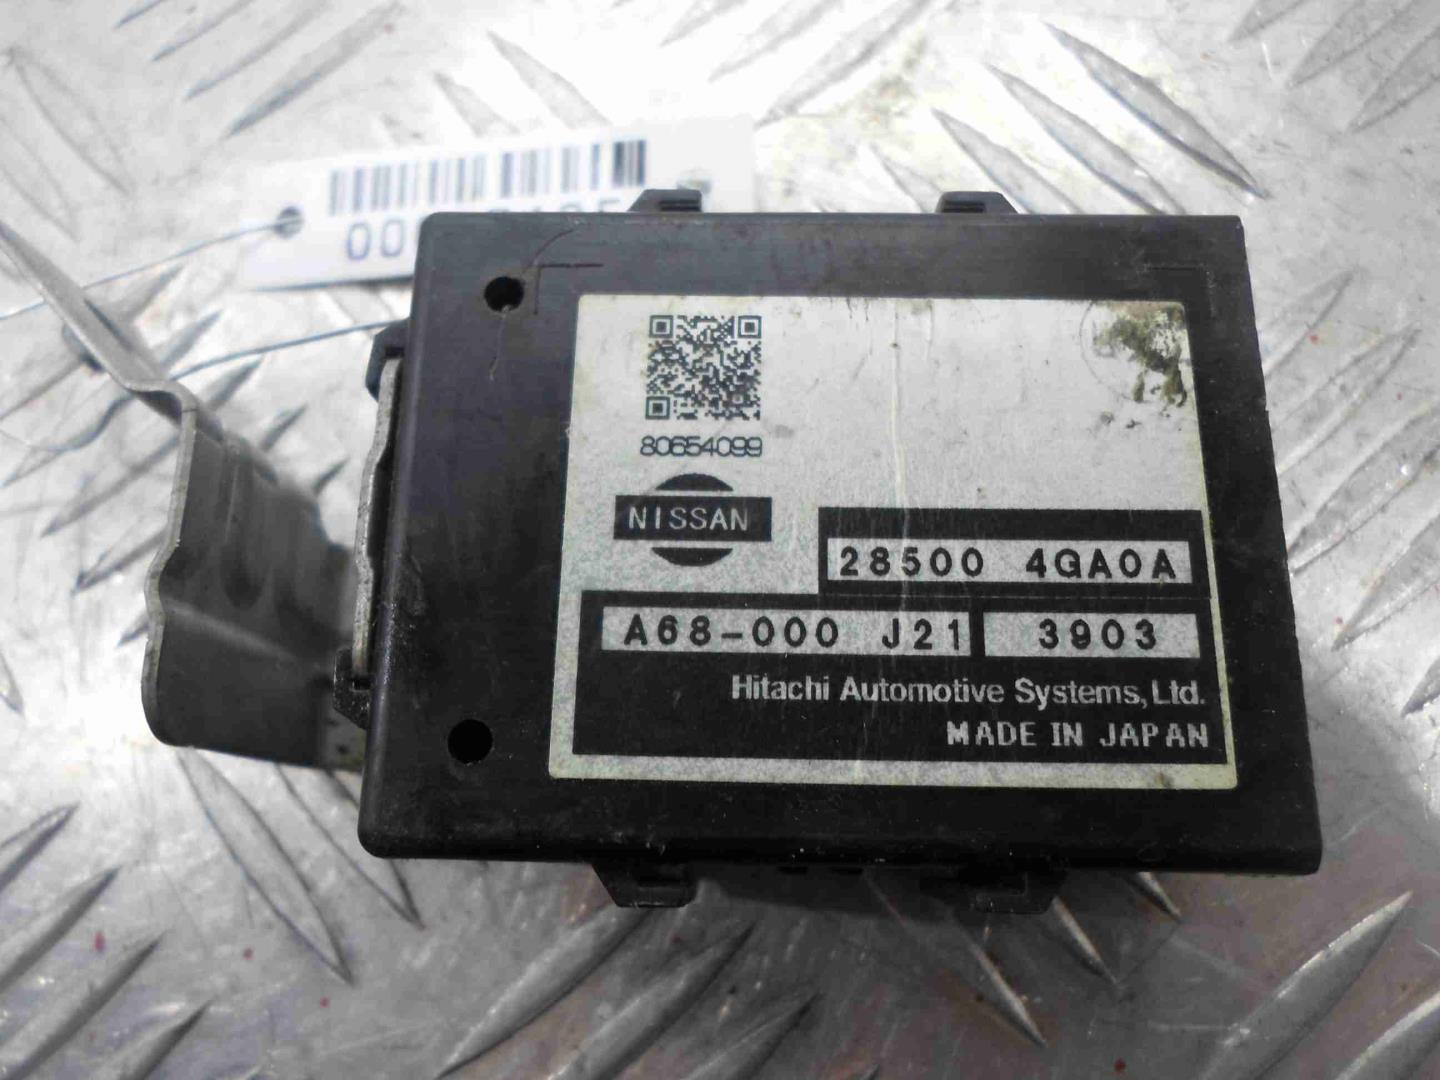 80654099
NISSAN
28500 4GA0A
A68-000 J21 3903
Hitachi Automotive Systems, Ltd.
MADE IN JAPAN